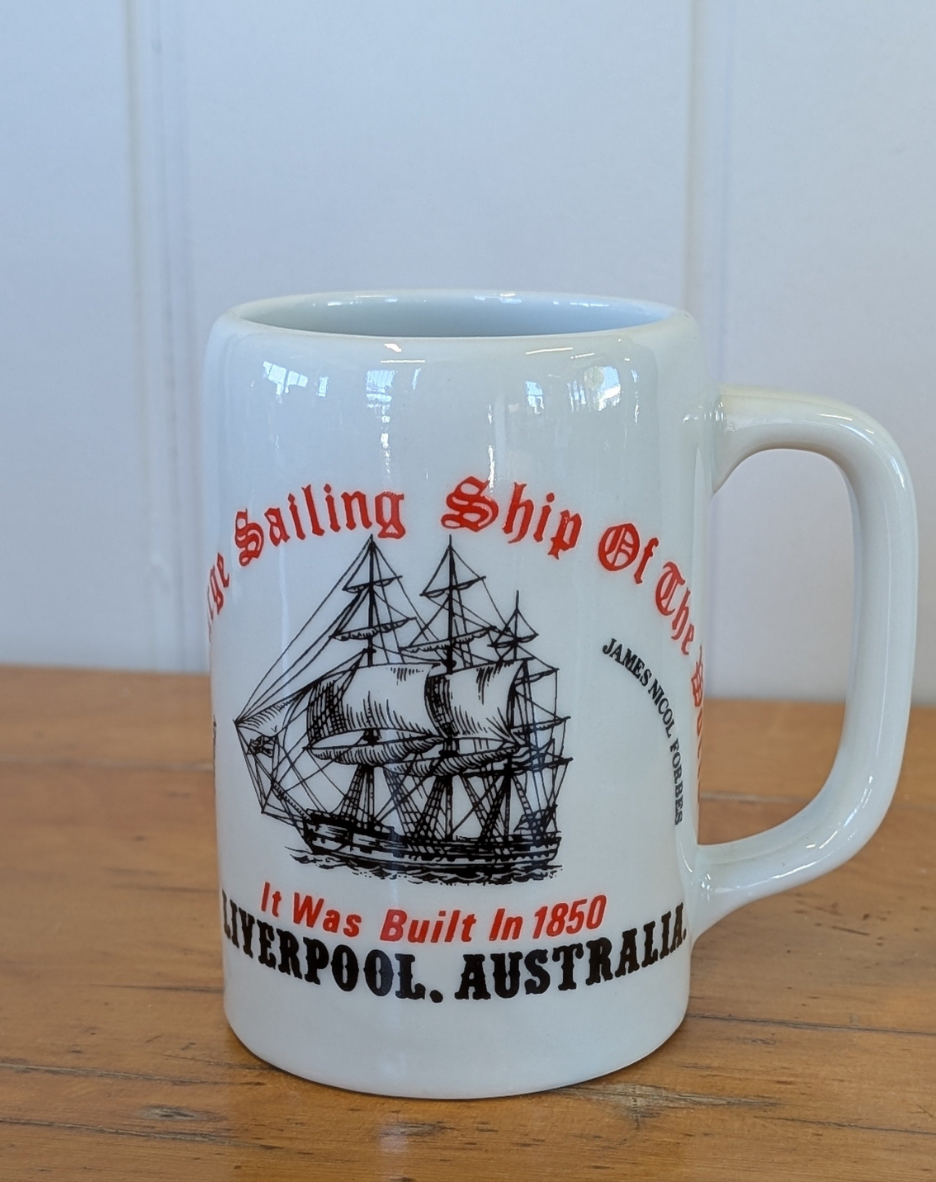 Sailing Ship Of The
JAMES NICOL FORBES
It Was Built In 1850
LIVERPOOL. AUSTRALIA.